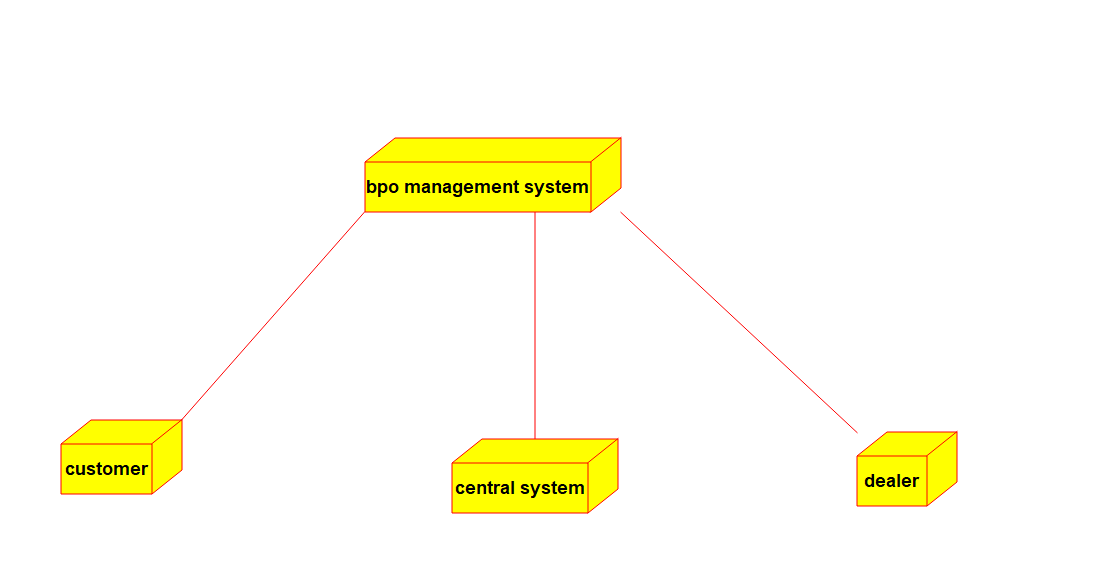 bpo management system
customer
central system
dealer